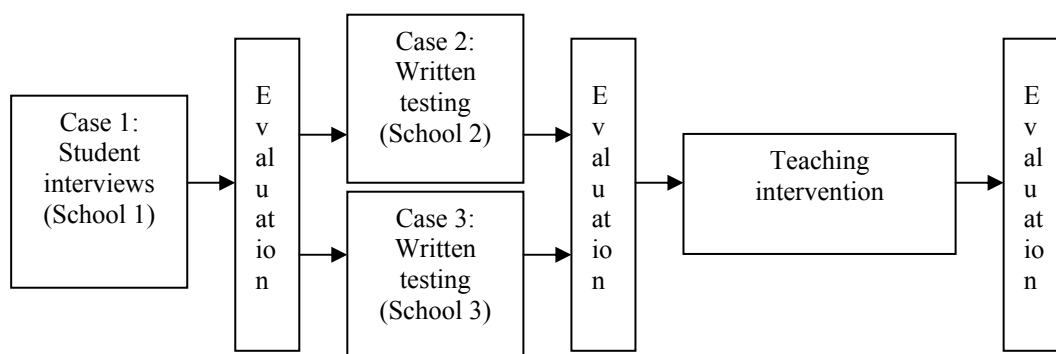 Case 1:
Student
interviews
(School 1)
E
v
al
u
at
io
n
Case 2:
Written
testing
(School 2)
Case 3:
Written
testing
(School 3)
E
v
al
u
at
io
n
Teaching
intervention
E
v
al
u
at
io
n